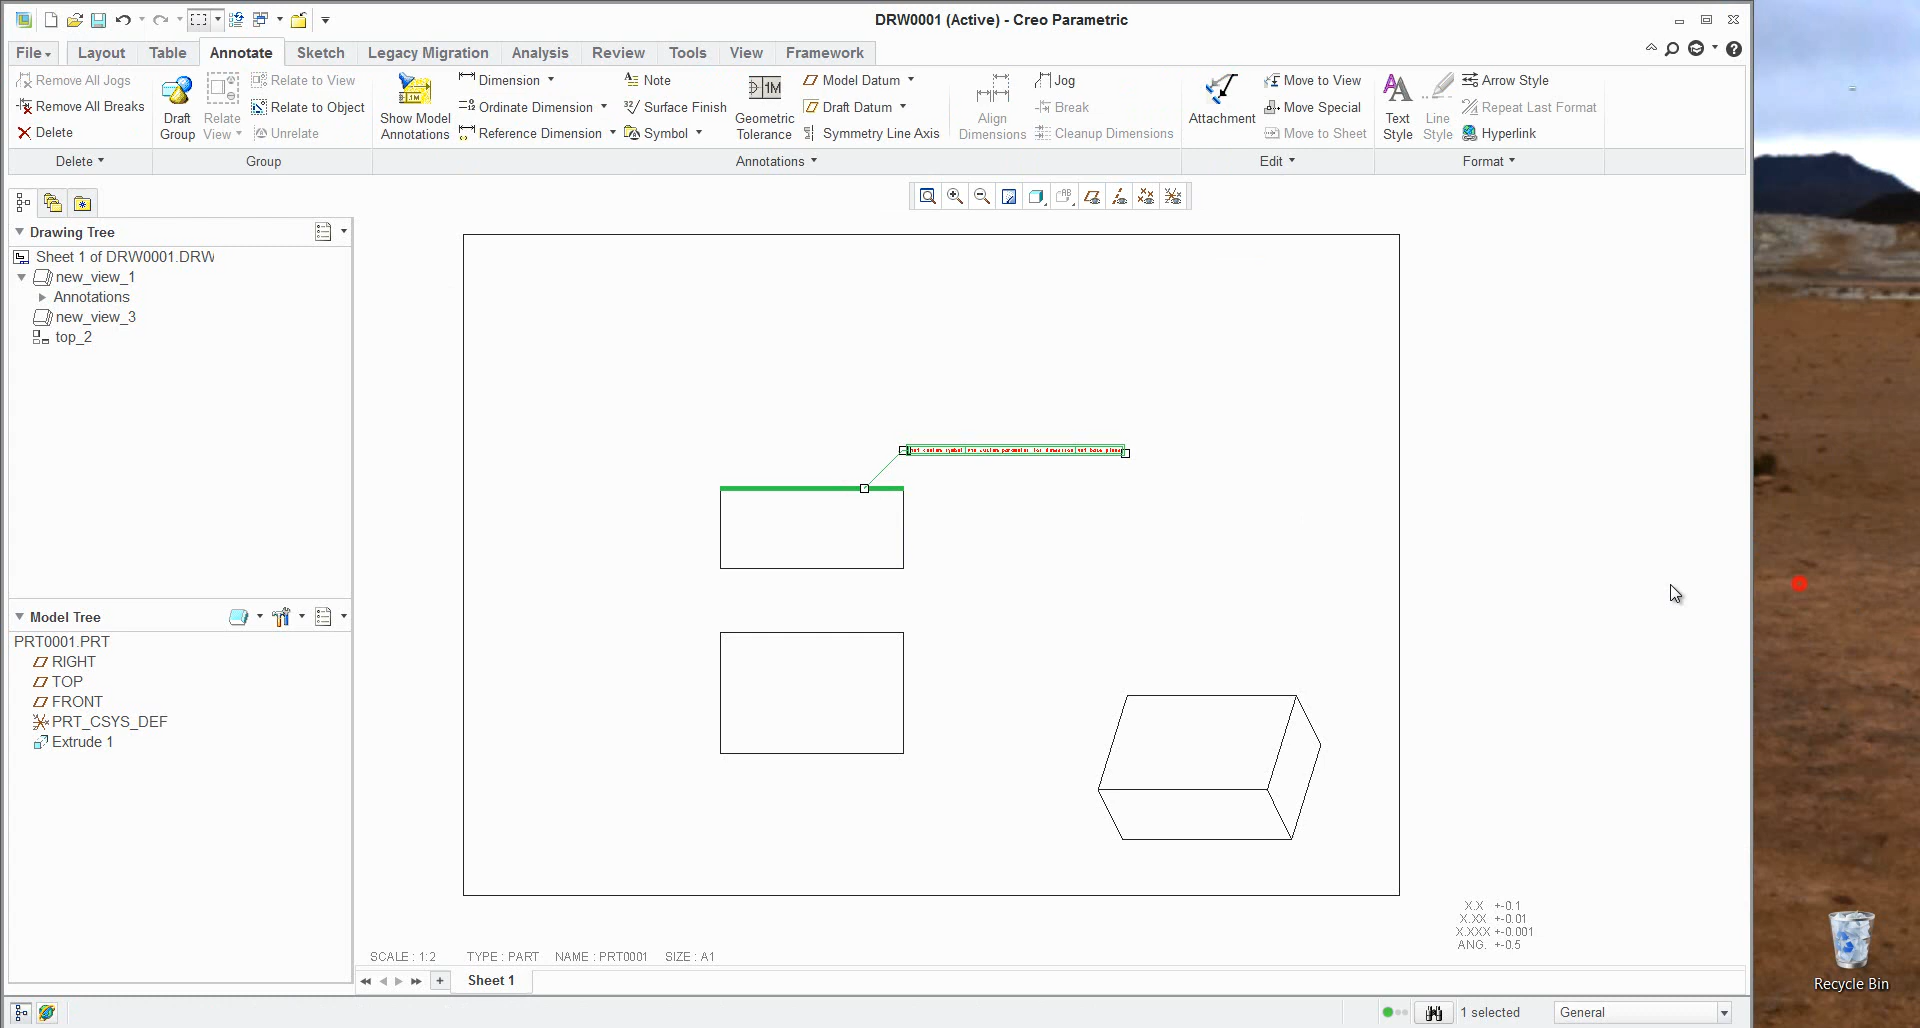 DRW0001 (Active) - Creo Parametric
File
Layout
Table
Annotate
Sketch
Legacy Migration
Analysis
Review
Tools
View
Framework
Remove All Jogs
Remove All Breaks
Delete
Draft Group
Relate View
Relate to View
Relate to Object
Unrelate
Show Model Annotations
Dimension
Ordinate Dimension
Reference Dimension
Note
Surface Finish
Symbol
Geometric Tolerance
Model Datum
Draft Datum
Symmetry Line Axis
Align Dimensions
Jog
Break
Cleanup Dimensions
Attachment
Move to View
Move Special
Move to Sheet
Text Style
Line Style
Arrow Style
Repeat Last Format
Hyperlink
Delete
Group
Annotations
Edit
Format
Drawing Tree
Sheet 1 of DRW0001.DRW
new_view_1
Annotations
new_view_3
top_2
Model Tree
PRT0001.PRT
RIGHT
TOP
FRONT
PRT_CSYS_DEF
Extrude 1
X.X +-0.1
X.XX +-0.01
X.XXX +-0.001
ANG. +-0.5
SCALE : 1:2 TYPE : PART NAME : PRT0001 SIZE : A1
Sheet 1
1 selected
General
Recycle Bin